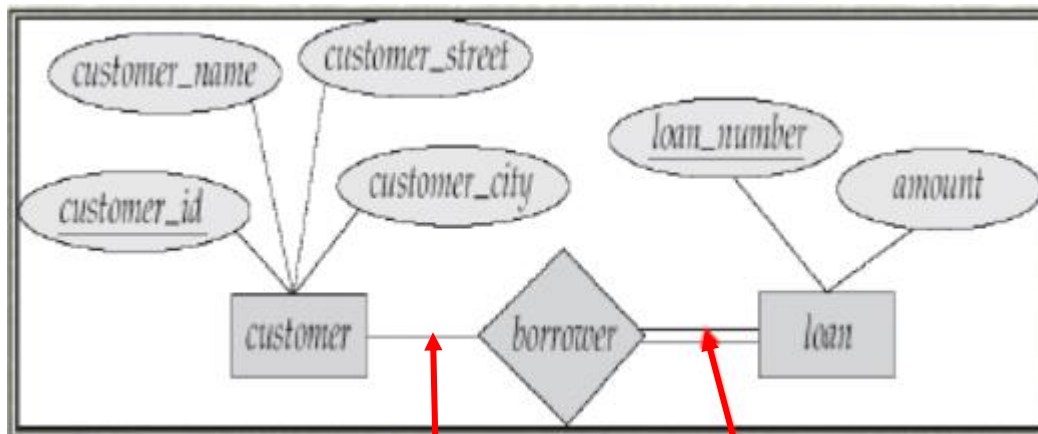 customer_street
customer_name
loan_number
customer_city
amount
customer_id
customer
borrower
loan